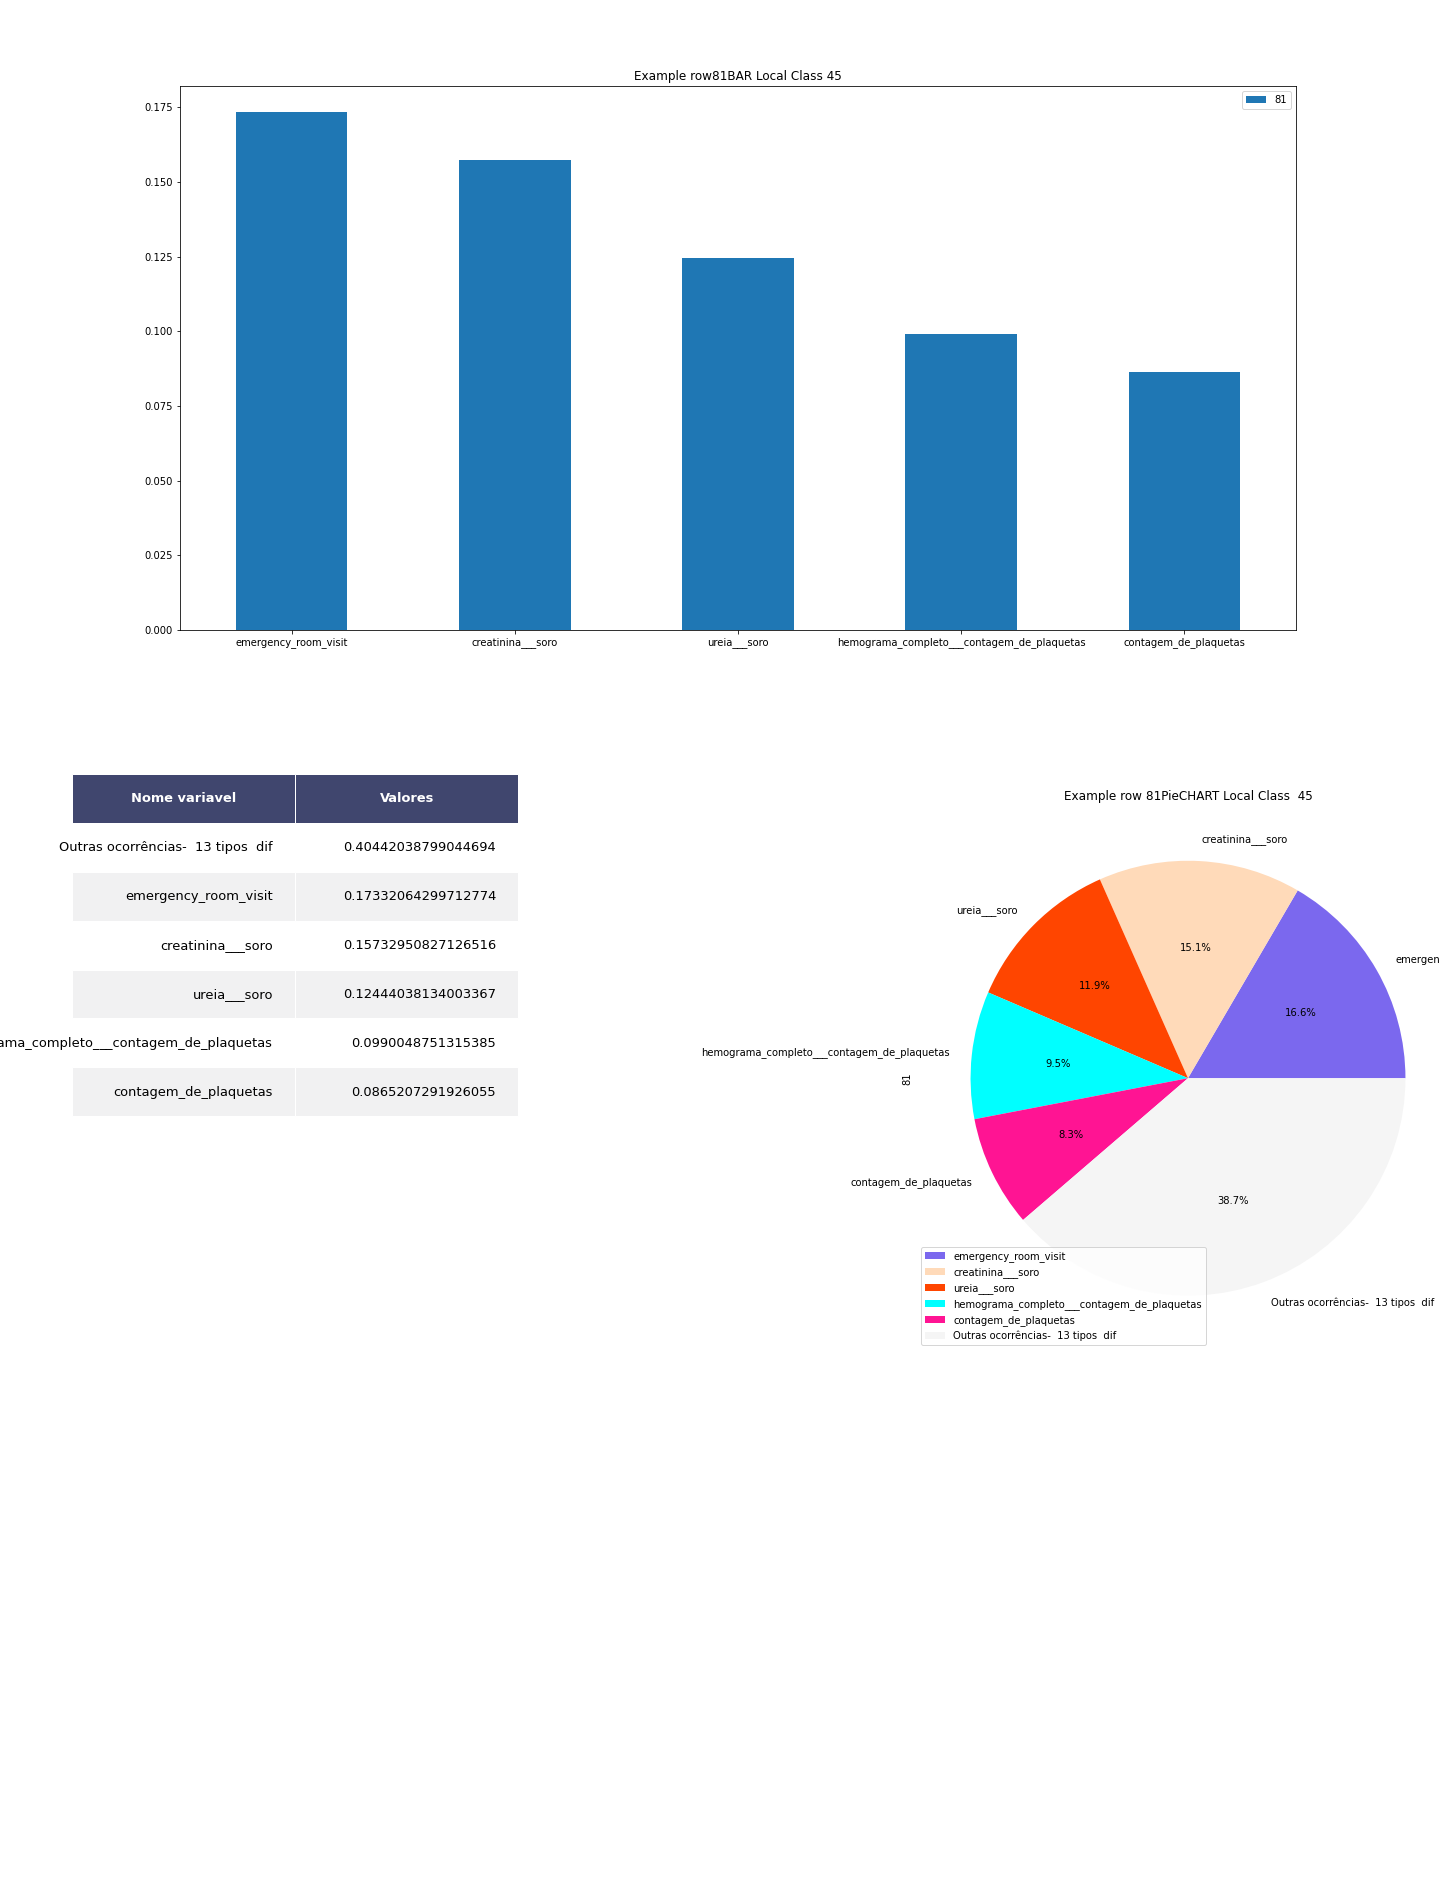 Example row81BAR Local Class 45
81
0.175
0.150
0.125
0.100
0.075
0.050
0.025
0.000
emergency_room_visit
creatinina___soro
ureia___soro
hemograma_completo___contagem_de_plaquetas
contagem_de_plaquetas
Nome variavel Valores
Outras ocorrências-  13 tipos  dif 0.40442038799044694
emergency_room_visit 0.17332064299712774
creatinina___soro 0.15732950827126516
ureia___soro 0.12444038134003367
ama_completo___contagem_de_plaquetas 0.0990048751315385
contagem_de_plaquetas 0.0865207291926055
Example row 81PieCHART Local Class  45
creatinina___soro
ureia___soro
emergen
hemograma_completo___contagem_de_plaquetas
contagem_de_plaquetas
Outras ocorrências-  13 tipos  dif
81
15.1%
11.9%
16.6%
9.5%
8.3%
38.7%
emergency_room_visit
creatinina___soro
ureia___soro
hemograma_completo___contagem_de_plaquetas
contagem_de_plaquetas
Outras ocorrências-  13 tipos  dif